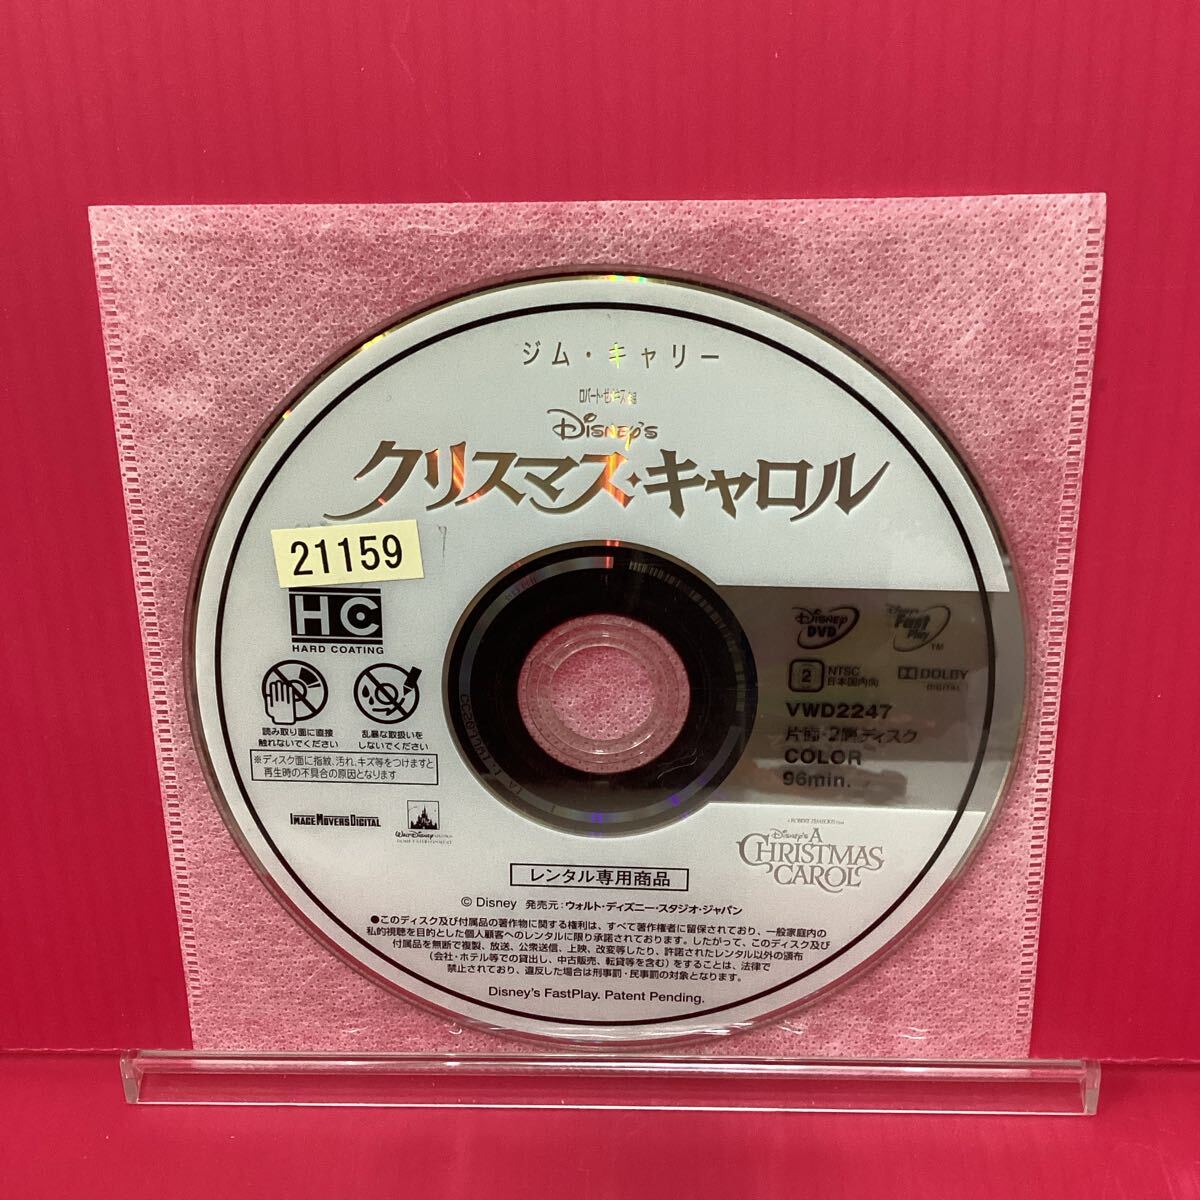 ジム・キャリー
ロバート・ゼメキス作品
DISNEP'S
クリスマス・キャロル
21159
HC
HARD COATING
読み取り面に直接
触れないでください
乱暴な取扱いを
しないでください
※ディスク面に指紋、汚れ、キズ等をつけますと
再生時の不具合の原因となります
IMAGEMOVERSDIGITAL
WALT DISNEY STUDIOS
HOME ENTERTAINMENT
DISNEP DVD
Disney's Fast Play TM
2 NTSC 日本国内向
DOLBY DIGITAL
VWD2247
片面・2層ディスク
COLOR
96min.
A ROBERT ZEMECKIS FILM
DISNEP'S A
CHRISTMAS
CAROL
レンタル専用商品
© Disney 発売元:ウォルト・ディズニー・スタジオ・ジャパン
●このディスク及び付属品の著作物に関する権利は、すべて著作権者に留保されており、一般家庭内の
私的視聴を目的とした個人顧客へのレンタルに限り承諾されております。したがって、このディスク及び
付属品を無断で複製、放送、公衆送信、上映、改変等したり、許諾されたレンタル以外の頒布
(会社・ホテル等での貸出し、中古販売、転貸等を含む)をすることは、法律で
禁止されており、違反した場合は刑事罰・民事罰の対象となります。
Disney's FastPlay. Patent Pending.